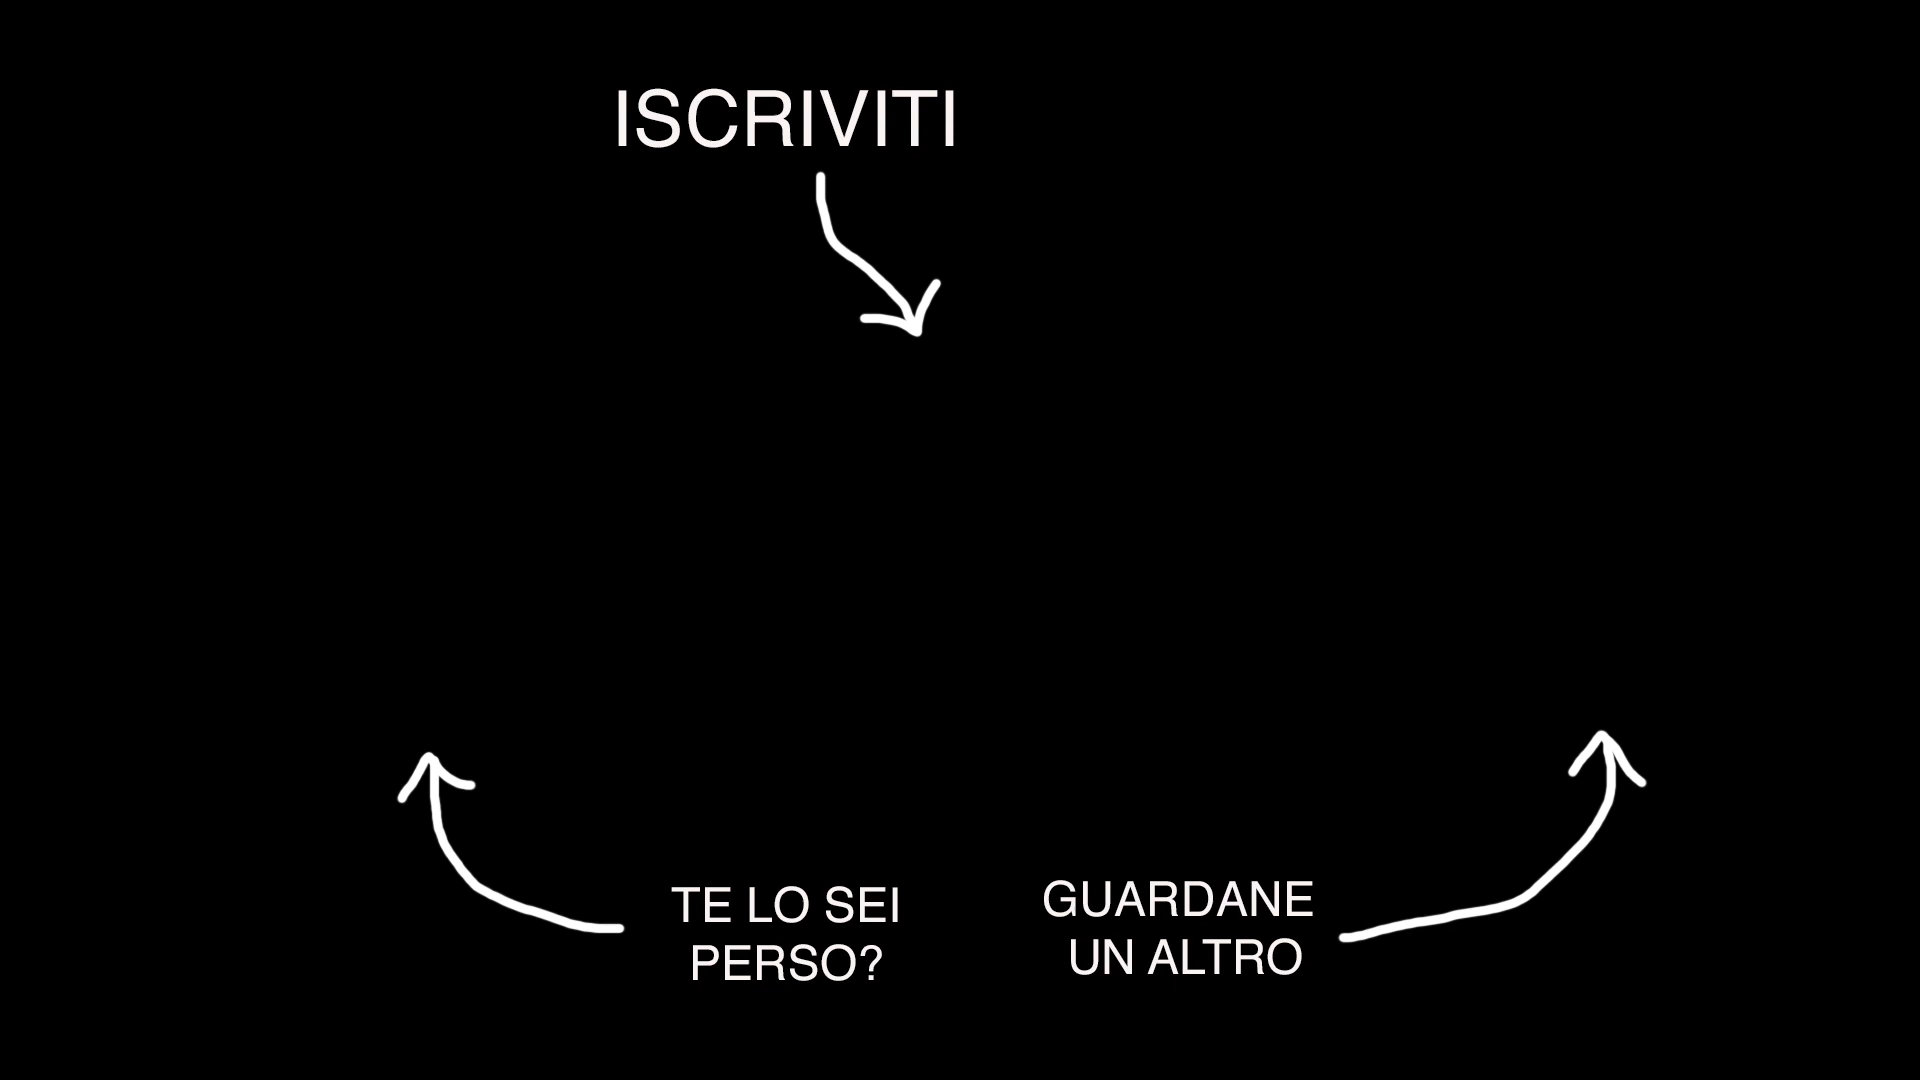 ISCRIVITI
TE LO SEI
PERSO?
GUARDANE
UN ALTRO